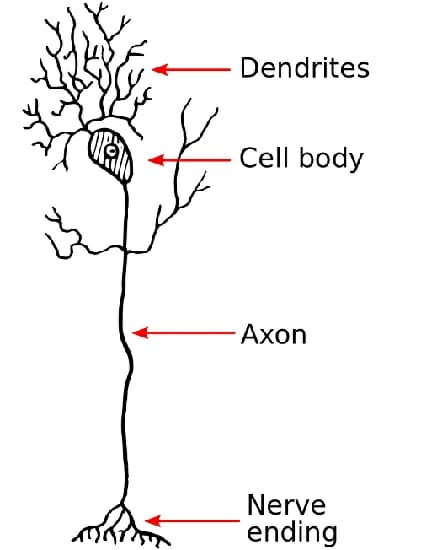 Dendrites
Cell body
Axon
Nerve
ending